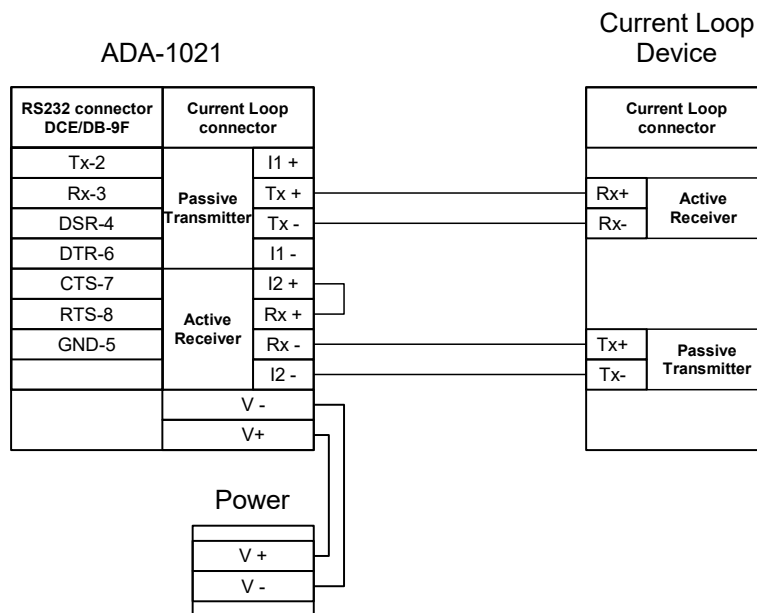 ADA-1021
Current Loop
Device
RS232 connector
DCE/DB-9F
Current Loop
connector
Tx-2
Rx-3
DSR-4
DTR-6
CTS-7
RTS-8
GND-5
Passive
Transmitter
Active
Receiver
I1 +
Tx +
Tx -
I1 -
I2 +
Rx +
Rx -
I2 -
V -
V+
Current Loop
connector
Rx+
Rx-
Active
Receiver
Tx+
Tx-
Passive
Transmitter
Power
V +
V -